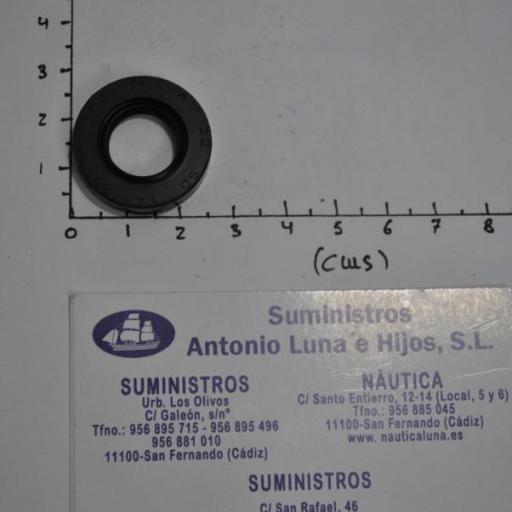 4
3
2
1
22
0 1 2 3 4 5 6 7 8
(cms)
Suministros
Antonio Luna e Hijos, S.L.
SUMINISTROS
Urb. Los Olivos
C/ Galeón, s/nº
Tfno.: 956 895 715 - 956 895 496
956 881 010
11100-San Fernando (Cádiz)
NÁUTICA
C/ Santo Entierro, 12-14 (Local, 5 y 6)
Tfno.: 956 885 045
11100-San Fernando (Cádiz)
www. nauticaluna.es
SUMINISTROS
C/ San Rafael, 46